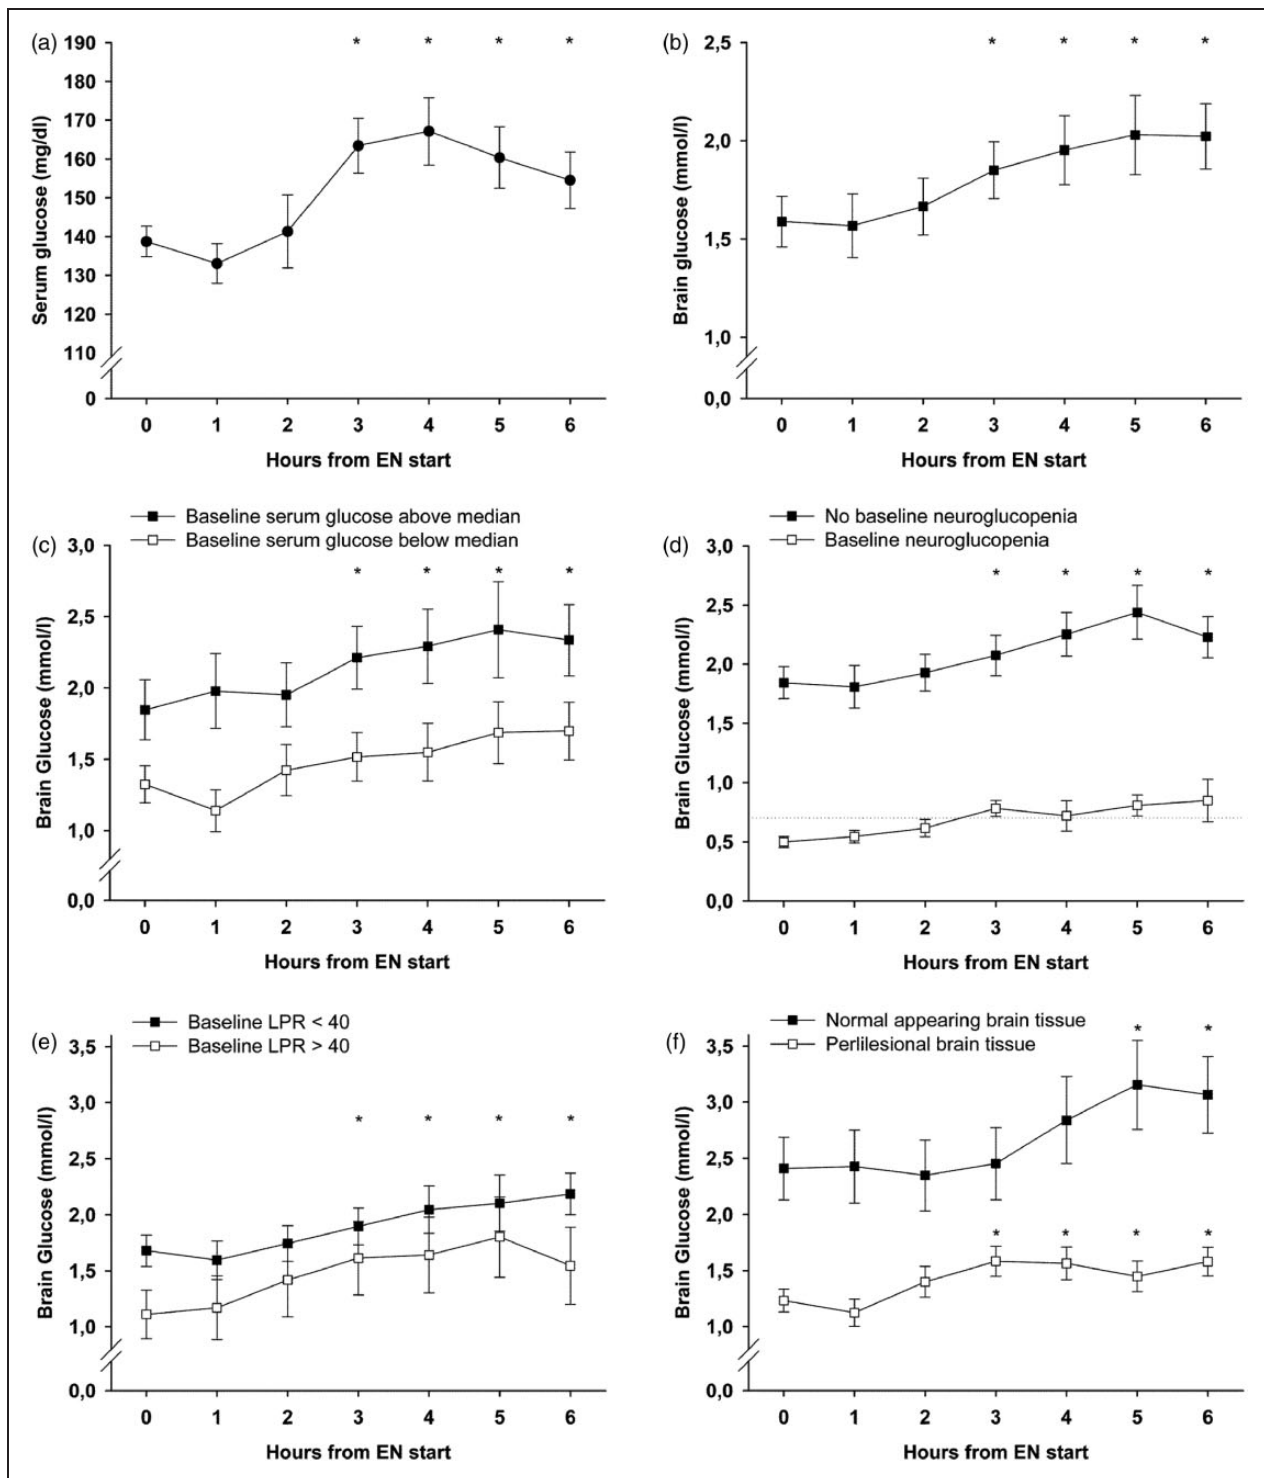 (a)
190
180
170
160
150
140
130
120
110
0
Serum glucose (mg/dl)
* * * *
0 1 2 3 4 5 6
Hours from EN start
(b)
2,5
2,0
1,5
1,0
0,0
Brain glucose (mmol/l)
* * * *
0 1 2 3 4 5 6
Hours from EN start
(c)
Baseline serum glucose above median
Baseline serum glucose below median
3,0
2,5
2,0
1,5
1,0
0,0
Brain Glucose (mmol/l)
* * * *
0 1 2 3 4 5 6
Hours from EN start
(d)
No baseline neuroglucopenia
Baseline neuroglucopenia
3,0
2,5
2,0
1,5
1,0
0,5
0,0
Brain Glucose (mmol/l)
* * * *
0 1 2 3 4 5 6
Hours from EN start
(e)
Baseline LPR < 40
Baseline LPR > 40
3,5
3,0
2,5
2,0
1,5
1,0
0,0
Brain Glucose (mmol/l)
* * * *
0 1 2 3 4 5 6
Hours from EN start
(f)
Normal appearing brain tissue
Perlilesional brain tissue
3,5
3,0
2,5
2,0
1,5
1,0
0,0
Brain Glucose (mmol/l)
* *
* * * *
0 1 2 3 4 5 6
Hours from EN start